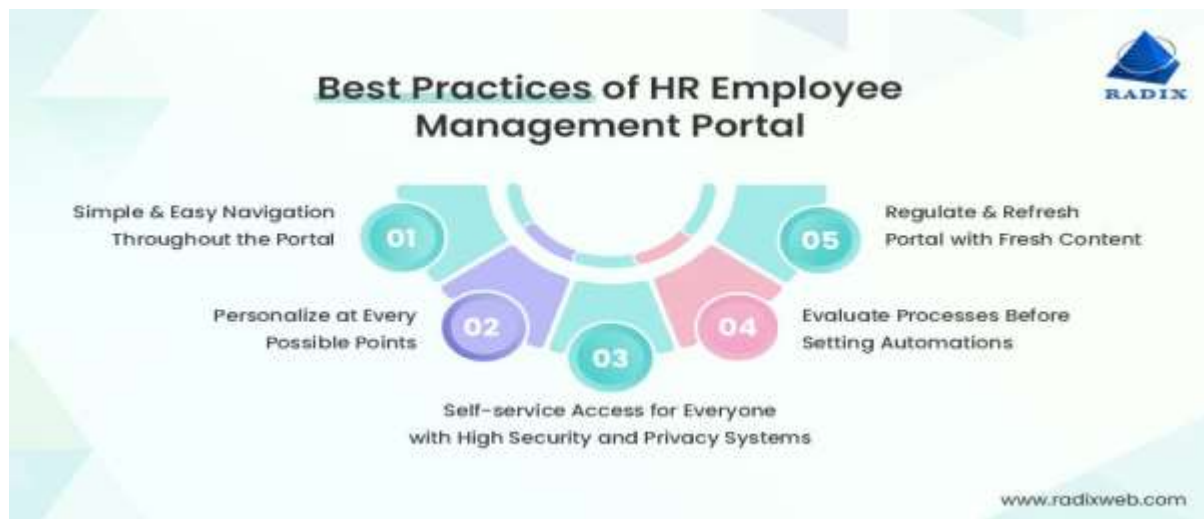 Best Practices of HR Employee
Management Portal
RADIX
Simple & Easy Navigation
Throughout the Portal
01
Personalize at Every
Possible Points
02
Self-service Access for Everyone
with High Security and Privacy Systems
03
04
Evaluate Processes Before
Setting Automations
05
Regulate & Refresh
Portal with Fresh Content
www.radixweb.com